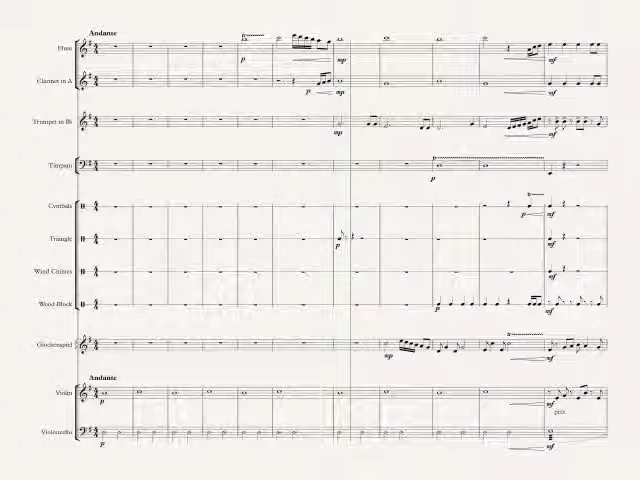 Andante
Flute
p
mp
mf
Clarinet in A
p
mp
mf
Trumpet in B♭
mp
mf
Timpani
p
mf
Cymbals
p
mf
Triangle
p
mf
Wind Chimes
mf
Wood Block
p
mf
Glockenspiel
mp
mf
Andante
Violin
p
mf
pizz.
Violoncello
p
mf